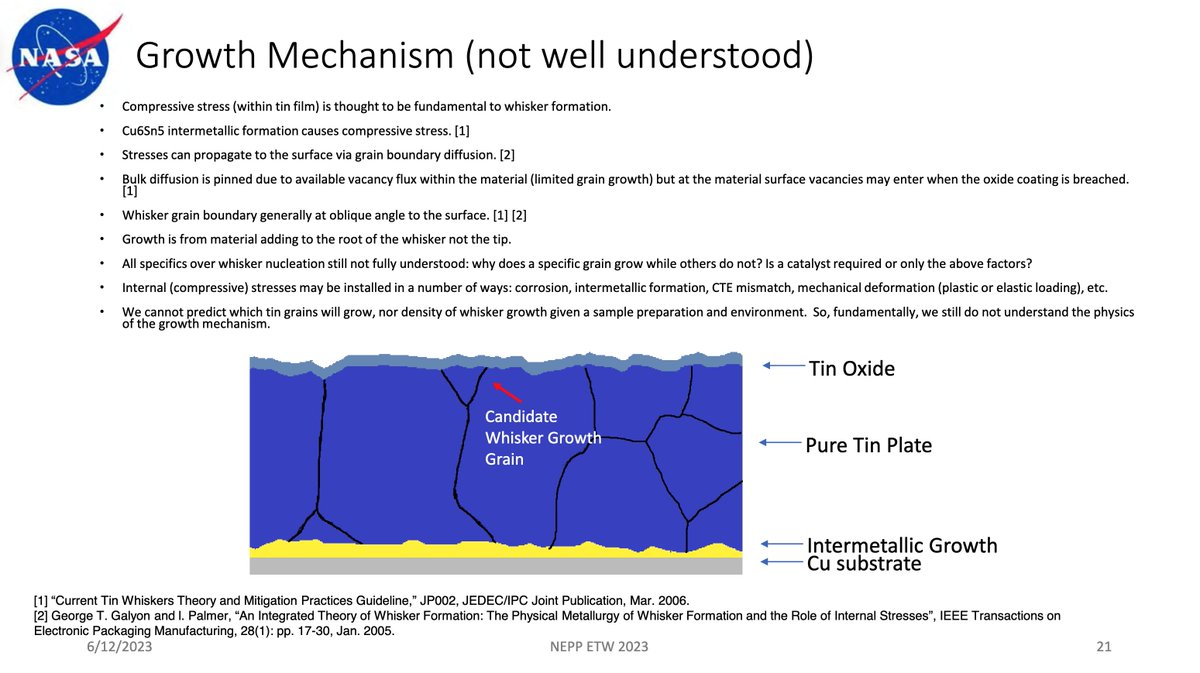 NASA
Growth Mechanism (not well understood)
• Compressive stress (within tin film) is thought to be fundamental to whisker formation.
• Cu6Sn5 intermetallic formation causes compressive stress. [1]
• Stresses can propagate to the surface via grain boundary diffusion. [2]
• Bulk diffusion is pinned due to available vacancy flux within the material (limited grain growth) but at the material surface vacancies may enter when the oxide coating is breached.
[1]
• Whisker grain boundary generally at oblique angle to the surface. [1] [2]
• Growth is from material adding to the root of the whisker not the tip.
• All specifics over whisker nucleation still not fully understood: why does a specific grain grow while others do not? Is a catalyst required or only the above factors?
• Internal (compressive) stresses may be installed in a number of ways: corrosion, intermetallic formation, CTE mismatch, mechanical deformation (plastic or elastic loading), etc.
• We cannot predict which tin grains will grow, nor density of whisker growth given a sample preparation and environment. So, fundamentally, we still do not understand the physics
of the growth mechanism.
Tin Oxide
Candidate
Whisker Growth
Grain
Pure Tin Plate
Intermetallic Growth
Cu substrate
[1] “Current Tin Whiskers Theory and Mitigation Practices Guideline,” JP002, JEDEC/IPC Joint Publication, Mar. 2006.
[2] George T. Galyon and I. Palmer, “An Integrated Theory of Whisker Formation: The Physical Metallurgy of Whisker Formation and the Role of Internal Stresses”, IEEE Transactions on
Electronic Packaging Manufacturing, 28(1): pp. 17-30, Jan. 2005.
6/12/2023
NEPP ETW 2023
21